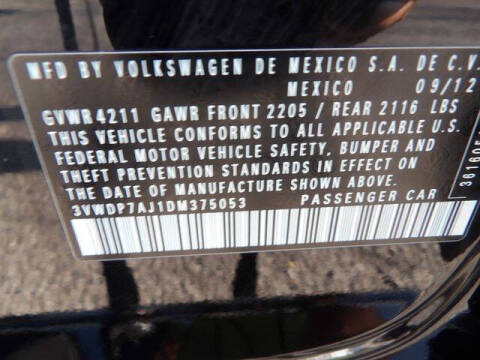 MFD BY VOLKSWAGEN DE MEXICO S.A. DE C.V.
MEXICO 09/12
GVWR 4211 GAWR FRONT 2205 / REAR 2116 LBS
THIS VEHICLE CONFORMS TO ALL APPLICABLE U.S.
FEDERAL MOTOR VEHICLE SAFETY, BUMPER AND
THEFT PREVENTION STANDARDS IN EFFECT ON
THE DATE OF MANUFACTURE SHOWN ABOVE.
3VWDP7AJ1DM375053 PASSENGER CAR